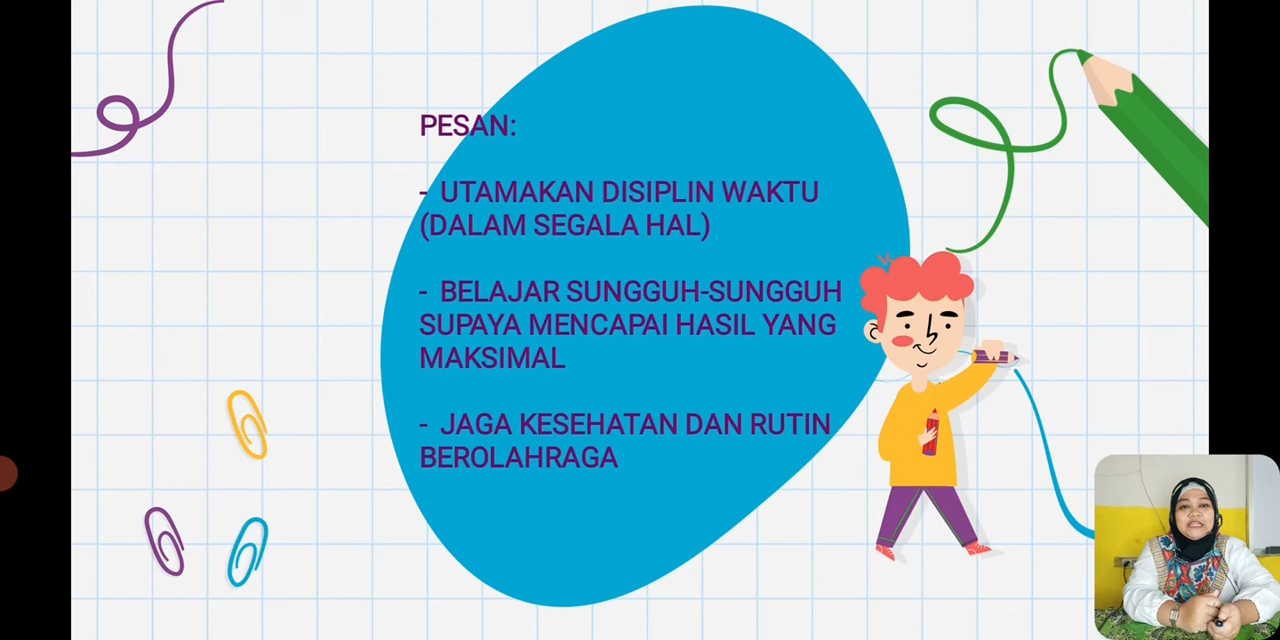 PESAN:
- UTAMAKAN DISIPLIN WAKTU
(DALAM SEGALA HAL)
- BELAJAR SUNGGUH-SUNGGUH
SUPAYA MENCAPAI HASIL YANG
MAKSIMAL
- JAGA KESEHATAN DAN RUTIN
BEROLAHRAGA